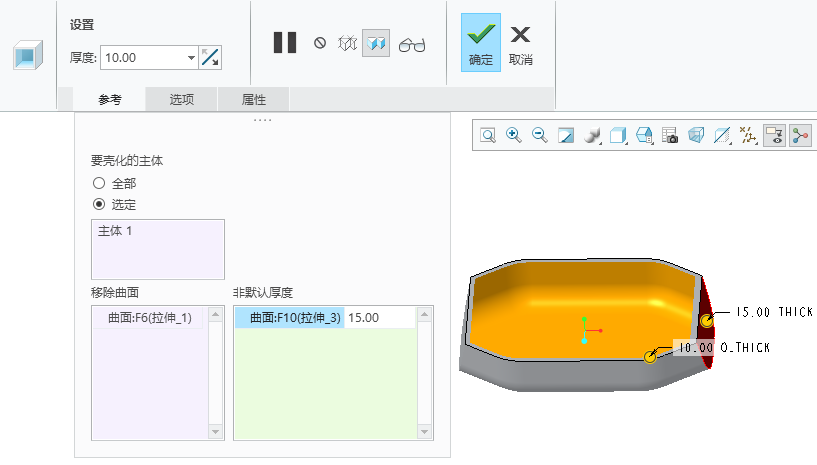 设置
厚度: 10.00
确定 取消
参考 选项 属性
要壳化的主体
全部
选定
主体 1
移除曲面 非默认厚度
曲面:F6(拉伸_1) 曲面:F10(拉伸_3) 15.00
15.00 THICK
10.00 O_THICK